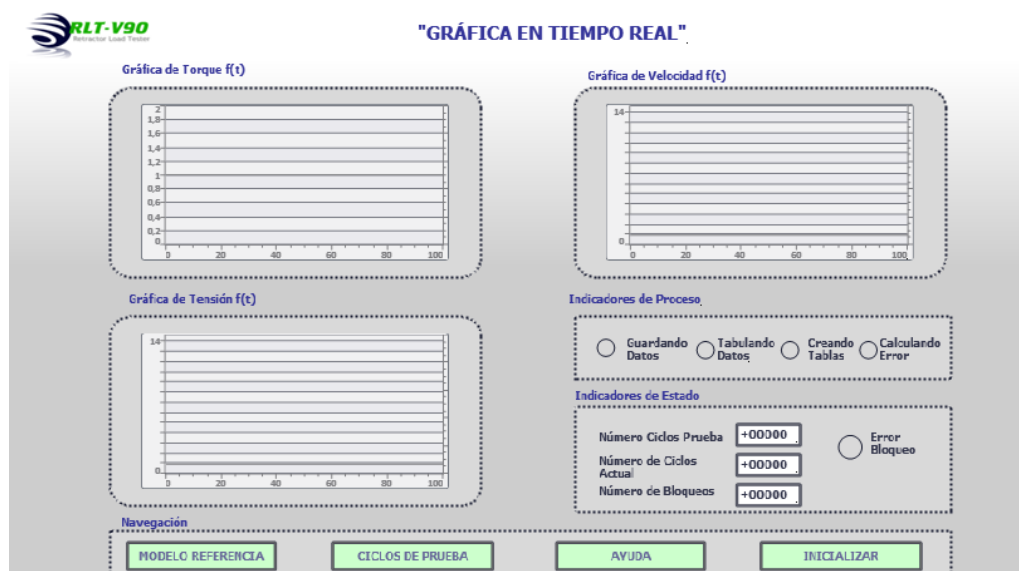 RLT-V90
Retractor Load Tester
"GRÁFICA EN TIEMPO REAL"
Gráfica de Torque f(t)
2
1,8
1,6
1,4
1,2
1
0,8
0,6
0,4
0,2
0
0 20 40 60 80 100
Gráfica de Velocidad f(t)
14
0
0 20 40 60 80 100
Gráfica de Tensión f(t)
14
0
0 20 40 60 80 100
Indicadores de Proceso
Guardando
Datos
Tabulando
Datos
Creando
Tablas
Calculando
Error
Indicadores de Estado
Número Ciclos Prueba +00000
Número de Ciclos
Actual +00000
Número de Bloqueos +00000
Error
Bloqueo
Navegación
MODELO REFERENCIA CICLOS DE PRUEBA AYUDA INICIALIZAR